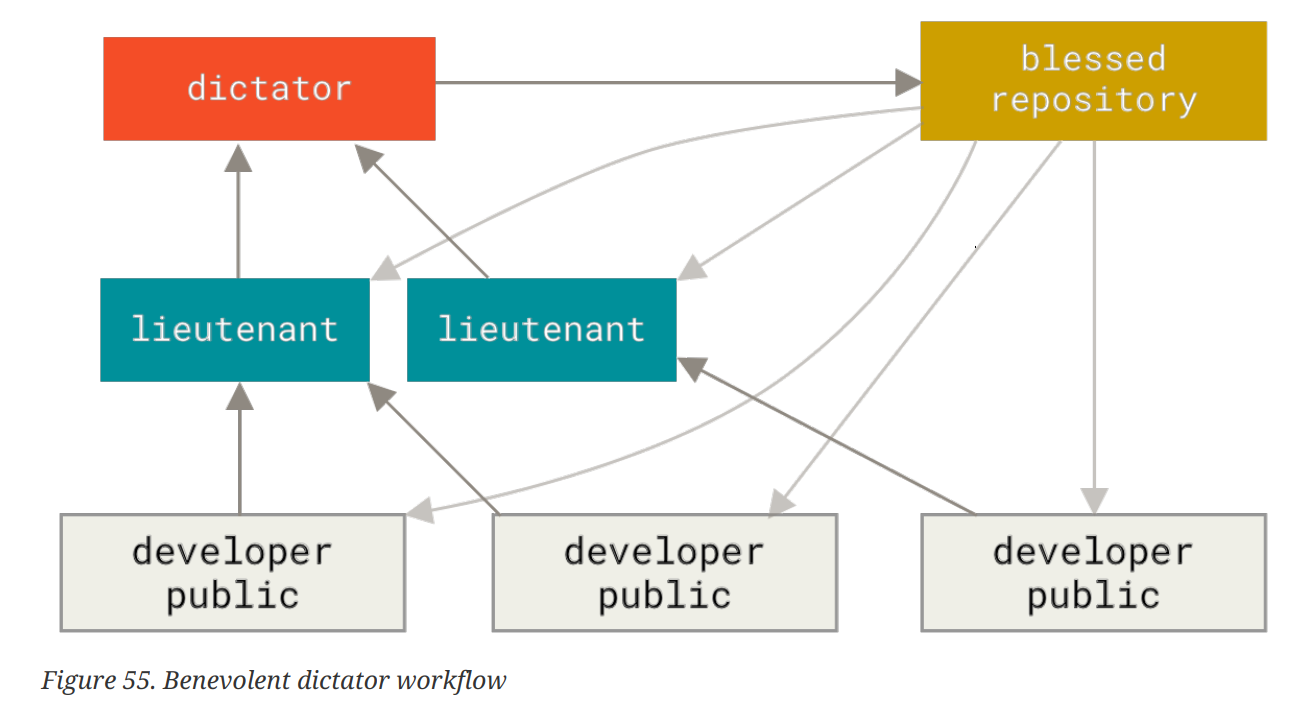 dictator
blessed
repository
lieutenant
lieutenant
developer
public
developer
public
developer
public
Figure 55. Benevolent dictator workflow